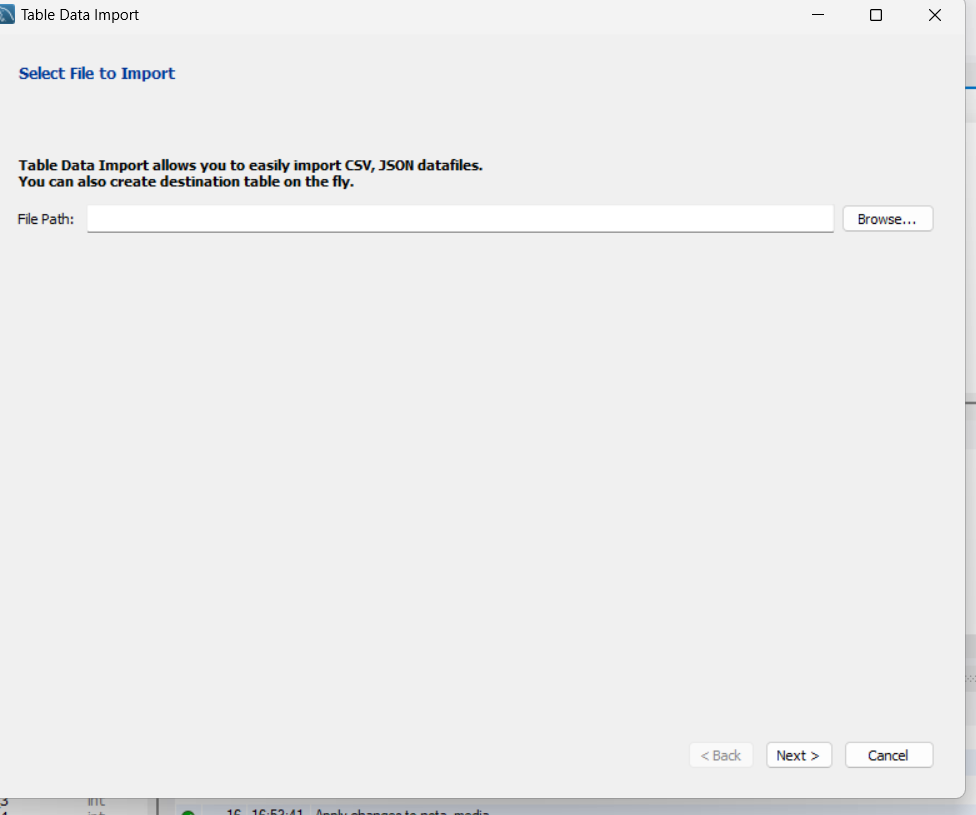 Table Data Import
Select File to Import
Table Data Import allows you to easily import CSV, JSON datafiles.
You can also create destination table on the fly.
File Path:
Browse...
< Back
Next >
Cancel
3 int
16 16:53:41 Apply changes to